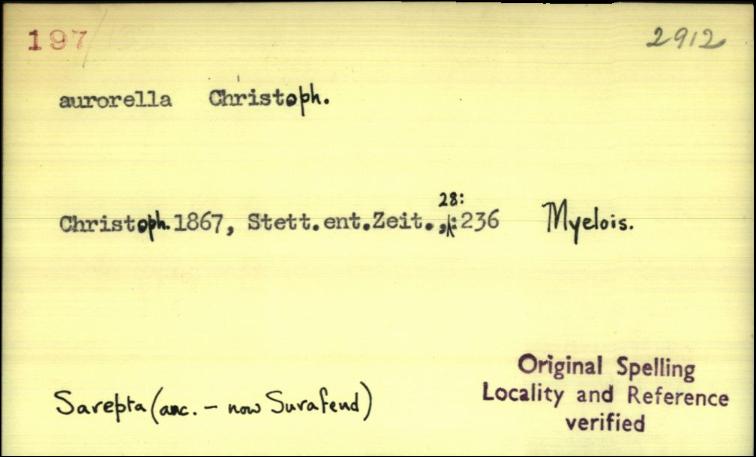 197 2912
aurorella Christoph.
28:
Christoph. 1867, Stett.ent.Zeit.,:236 Myelois.
Sarepta (anc. – now Surafend)
Original Spelling
Locality and Reference
verified